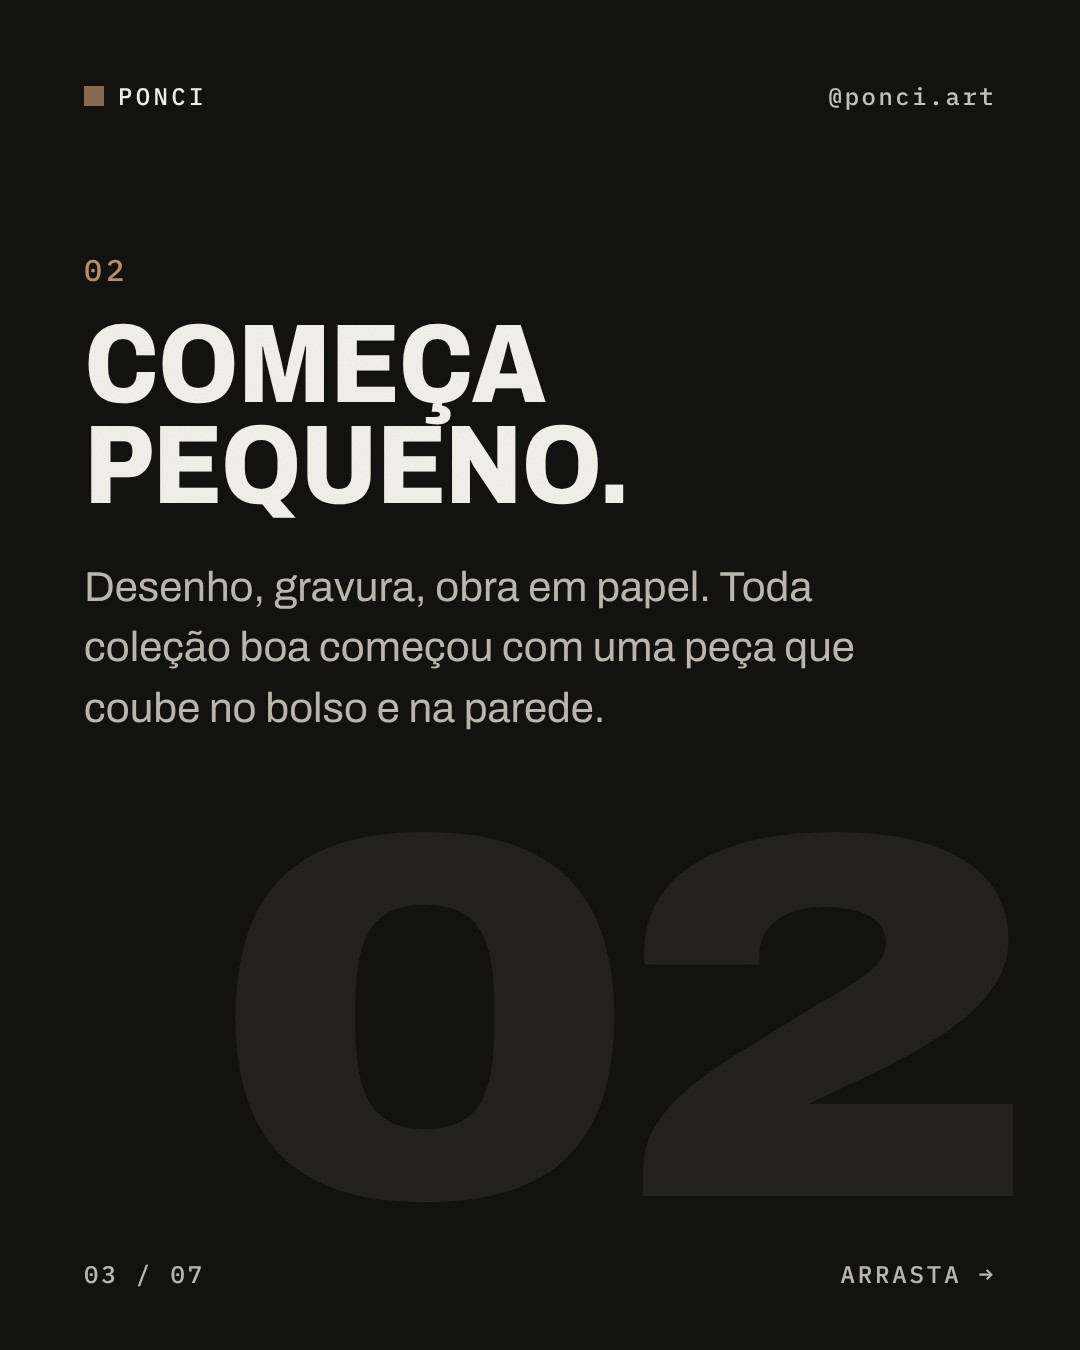 PONCI
@ponci.art
02
COMEÇA
PEQUENO.
Desenho, gravura, obra em papel. Toda
coleção boa começou com uma peça que
coube no bolso e na parede.
02
03 / 07
ARRASTA →